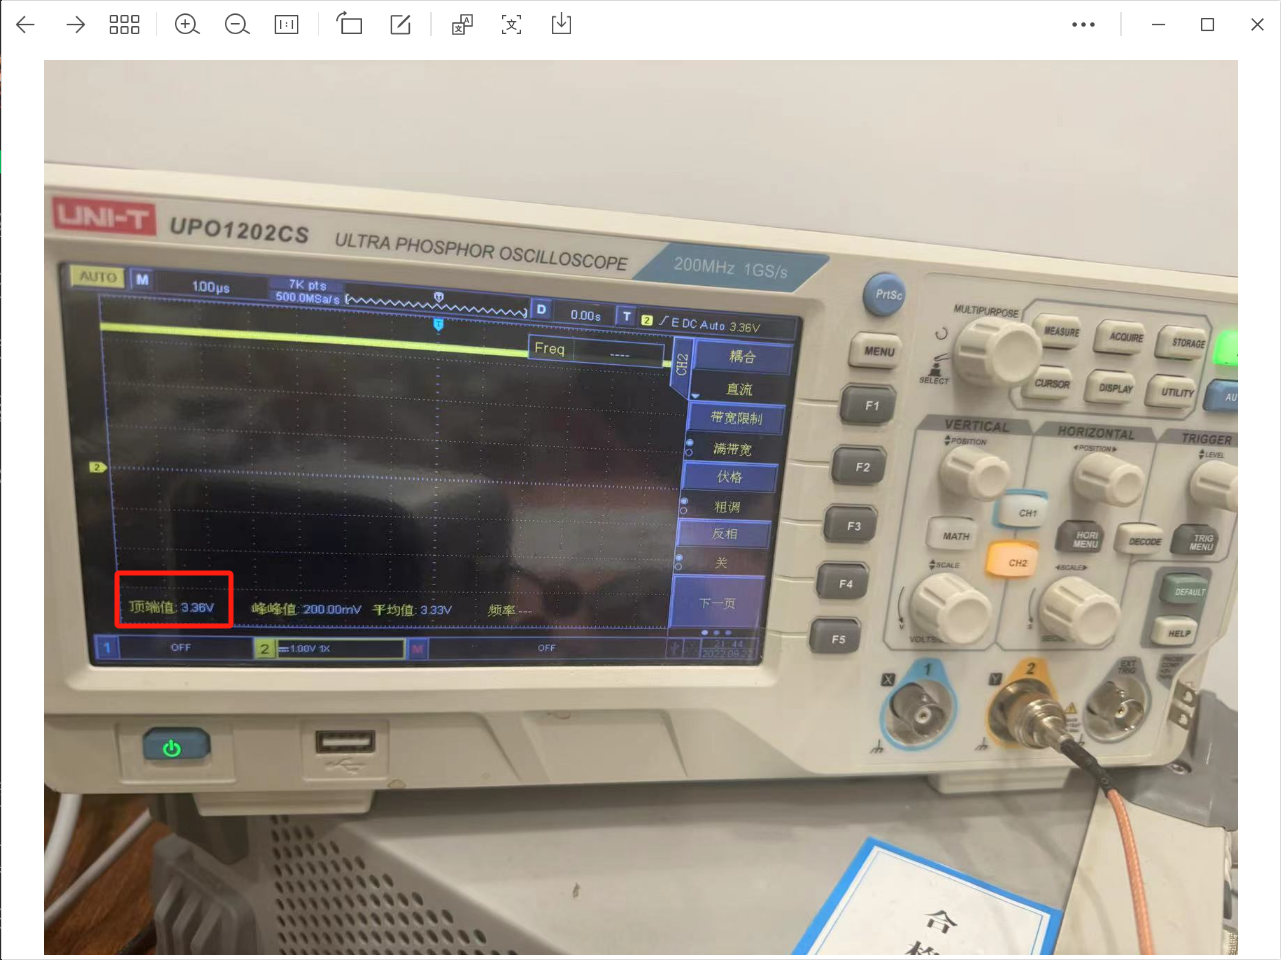 UNI-T UPO1202CS ULTRA PHOSPHOR OSCILLOSCOPE 200MHz 1GS/s
AUTO M 1.00μs 7K pts
500.0MSa/s D 0.00s T 2 E DC Auto 3.36V
Freq ----
CH2
耦合
直流
带宽限制
满带宽
伏格
粗调
反相
关
下一页
2
顶端值: 3.36V 峰峰值: 200.00mV 平均值: 3.33V 频率 ---
1 OFF 2 1.00V 1X M OFF
21:44
PrtSc
MENU
F1
F2
F3
F4
F5
MULTIPURPOSE
SELECT
MEASURE ACQUIRE STORAGE
CURSOR DISPLAY UTILITY
AU
VERTICAL HORIZONTAL TRIGGER
POSITION POSITION LEVEL
CH1
MATH
HORI MENU
DECODE
TRIG MENU
CH2
SCALE SCALE
DEFAULT
HELP
VOLTS
X 1 Y 2
EXT TRIG
合
格